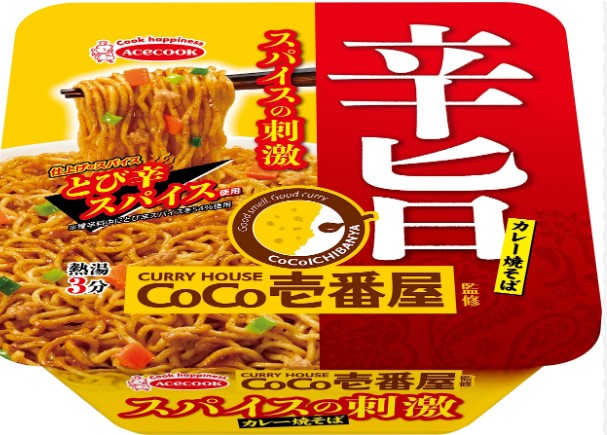 Cook happiness
ACECOOK
スパイスの刺激
辛旨
仕上げのスパイス
とび辛
スパイス使用
Good smell, Good curry
CoCoICHIBANYA
カレー焼そば
熱湯
3分
CURRY HOUSE
CoCo壱番屋
監修
Cook happiness
ACECOOK
CURRY HOUSE
CoCo壱番屋
監修
スパイスの刺激
カレー焼そば